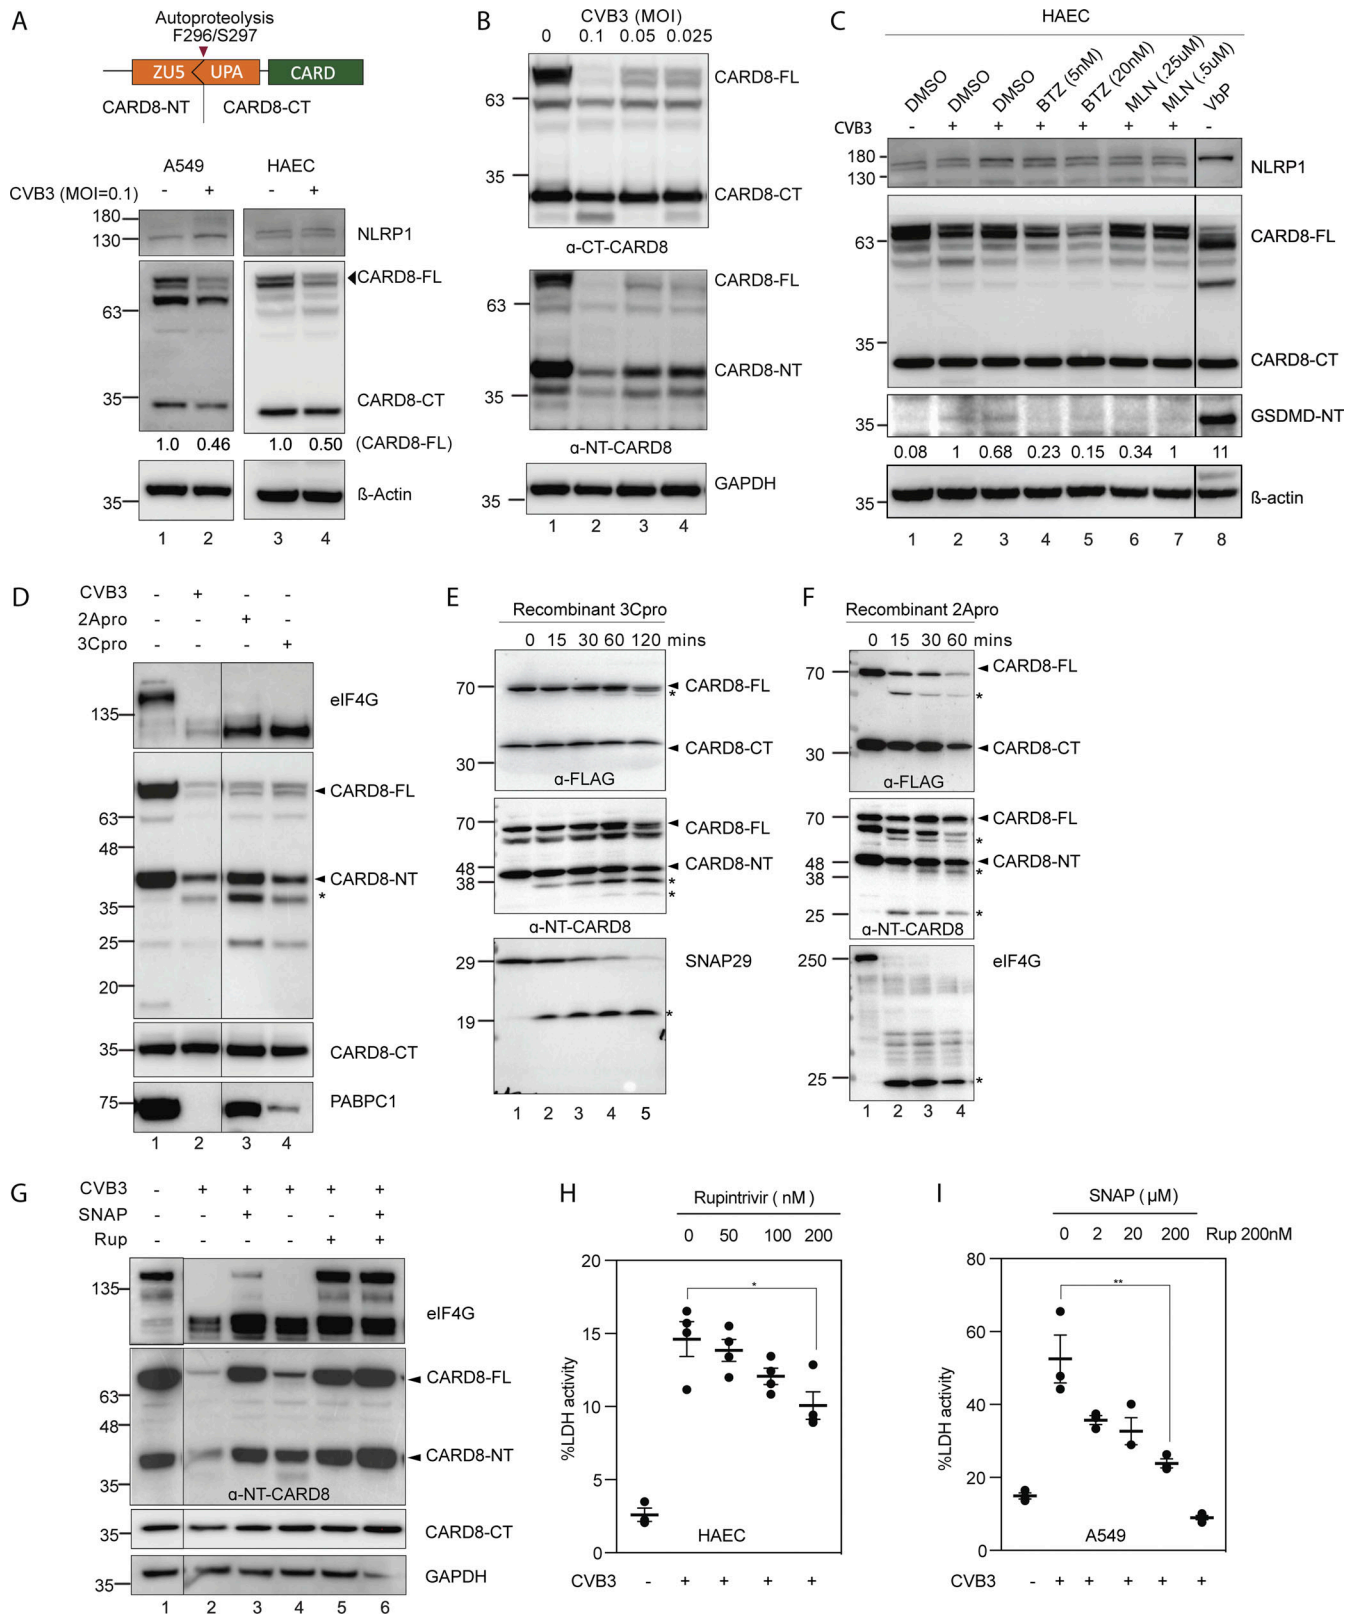 A
Autoproteolysis
F296/S297
ZU5 UPA CARD
CARD8-NT CARD8-CT
A549 HAEC
CVB3 (MOI=0.1) - + - +
180
130
NLRP1
CARD8-FL
63
35
CARD8-CT
1.0 0.46 1.0 0.50 (CARD8-FL)
35
ß-Actin
1 2 3 4
B
CVB3 (MOI)
0 0.1 0.05 0.025
CARD8-FL
63
35
CARD8-CT
α-CT-CARD8
CARD8-FL
63
CARD8-NT
35
α-NT-CARD8
GAPDH
35
1 2 3 4
C
HAEC
DMSO DMSO DMSO BTZ (5nM) BTZ (20nM) MLN (.25uM) MLN (.5uM) VbP
CVB3 - + + + + + + -
180
130
NLRP1
CARD8-FL
63
35
CARD8-CT
GSDMD-NT
35
0.08 1 0.68 0.23 0.15 0.34 1 11
35
ß-actin
1 2 3 4 5 6 7 8
D
CVB3 - + - -
2Apro - - + -
3Cpro - - - +
eIF4G
135
CARD8-FL
63
48
CARD8-NT
35
*
25
20
35
CARD8-CT
75
PABPC1
1 2 3 4
E
Recombinant 3Cpro
0 15 30 60 120 mins
70
CARD8-FL
*
CARD8-CT
30
α-FLAG
70
CARD8-FL
48
CARD8-NT
38
*
*
α-NT-CARD8
29
SNAP29
19
*
1 2 3 4 5
F
Recombinant 2Apro
0 15 30 60 mins
70
CARD8-FL
*
30
CARD8-CT
α-FLAG
70
CARD8-FL
*
48
CARD8-NT
38
*
25
*
α-NT-CARD8
250
eIF4G
25
*
1 2 3 4
G
CVB3 - + + + + +
SNAP - - + - - +
Rup - - - - + +
135
eIF4G
CARD8-FL
63
48
CARD8-NT
35
α-NT-CARD8
35
CARD8-CT
35
GAPDH
1 2 3 4 5 6
H
Rupintrivir ( nM)
0 50 100 200
20
15
10
5
0
%LDH activity
*
HAEC
CVB3 - + + + +
I
SNAP (µM)
0 2 20 200 Rup 200nM
80
60
40
20
0
%LDH activity
**
A549
CVB3 - + + + + +